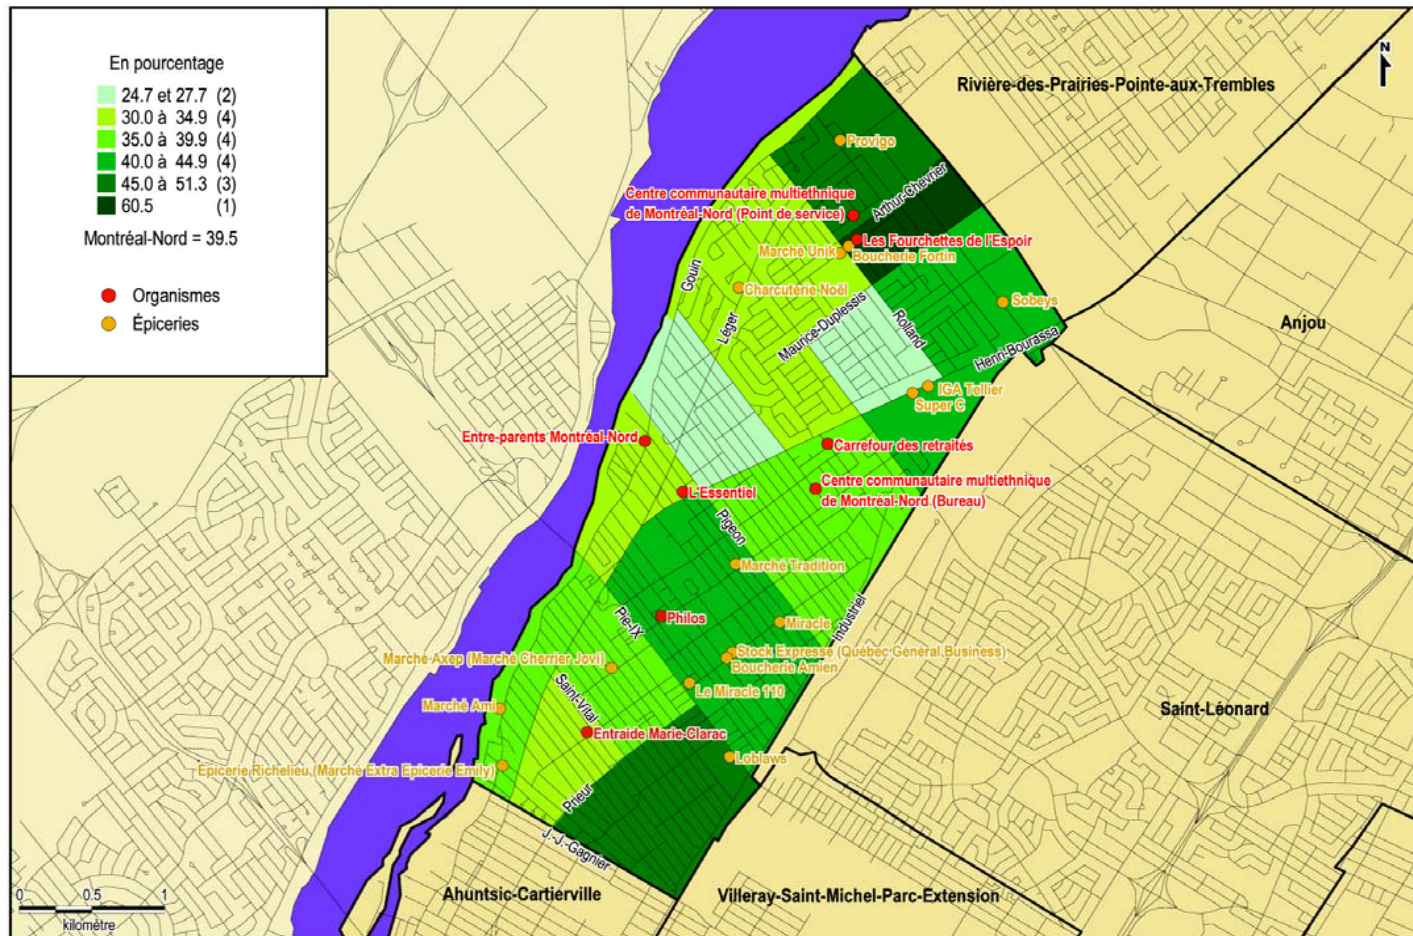 En pourcentage
24.7 et 27.7 (2)
30.0 à 34.9 (4)
35.0 à 39.9 (4)
40.0 à 44.9 (4)
45.0 à 51.3 (3)
60.5 (1)
Montréal-Nord = 39.5
Organismes
Épiceries
N
Rivière-des-Prairies-Pointe-aux-Trembles
Provigo
Arthur-Chevrier
Centre communautaire multiethnique
de Montréal-Nord (Point de service)
Les Fourchettes de l'Espoir
Marché Unik
Boucherie Fortin
Gouin
Charcuterie Noël
Sobeys
Léger
Maurice-Duplessis
Rolland
Henri-Bourassa
Anjou
IGA Tellier
Super C
Entre-parents Montréal-Nord
Carrefour des retraités
L'Essentiel
Centre communautaire multiethnique
de Montréal-Nord (Bureau)
Pigeon
Marché Tradition
Philos
Pie-IX
Miracle
Industriel
Stock Expresse (Québec Général Business)
Boucherie Amien
Marché Axep (Marché Cherrier Jovi)
Le Miracle 110
Saint-Vital
Marché Ami
Entraide Marie-Clarac
Saint-Léonard
Loblaws
Epicerie Richelieu (Marché Extra Epicerie Emily)
Prieur
J.-J.-Gagnier
Ahuntsic-Cartierville
Villeray-Saint-Michel-Parc-Extension
0 0.5 1
kilomètre